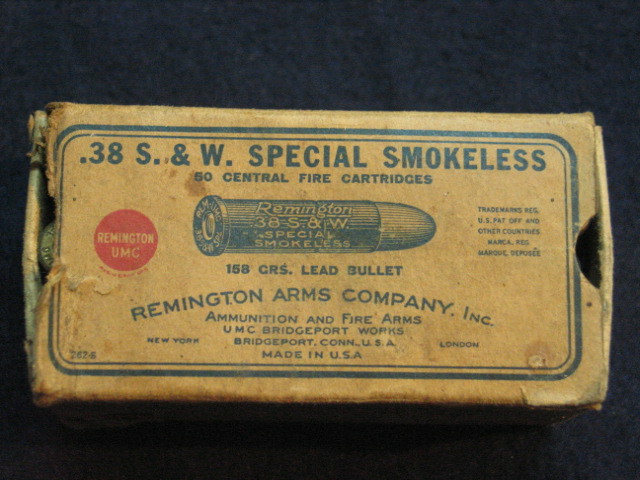 .38 S. & W. SPECIAL SMOKELESS
50 CENTRAL FIRE CARTRIDGES
REMINGTON
UMC
Remington
38 S. & W.
SPECIAL
SMOKELESS
TRADEMARKS REG.
U.S. PAT OFF AND
OTHER COUNTRIES
MARCA. REG.
MARQUE. DEPOSÉE
158 GRS. LEAD BULLET
REMINGTON ARMS COMPANY, INC.
AMMUNITION AND FIRE ARMS
UMC BRIDGEPORT WORKS
NEW YORK BRIDGEPORT, CONN., U.S.A. LONDON
MADE IN U.S.A
262-6